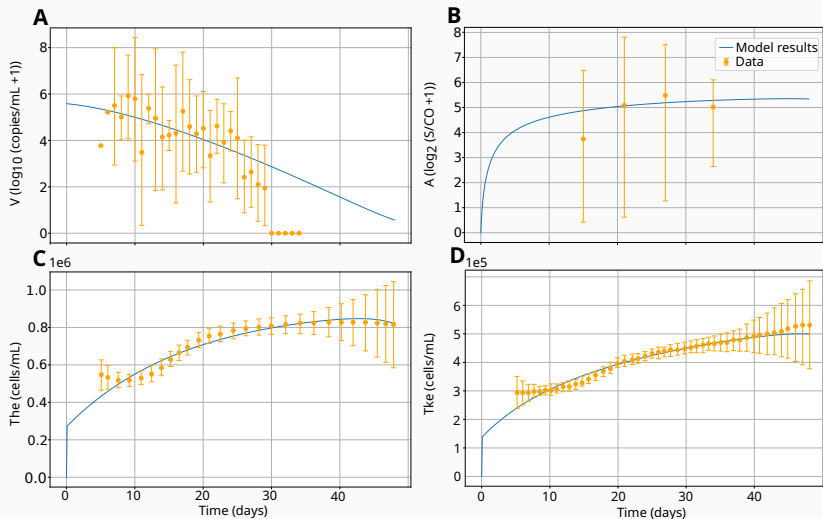 A
B
V (log10 (copies/mL +1))
8
6
4
2
0
A (log2 (S/CO +1))
8
7
6
5
4
3
2
1
0
Model results
Data
C
D
1e6
The (cells/mL)
1.0
0.8
0.6
0.4
0.2
0.0
0 20 40
Time (days)
1e5
Tke (cells/mL)
6
5
4
3
2
1
0
0 10 20 30 40
Time (days)